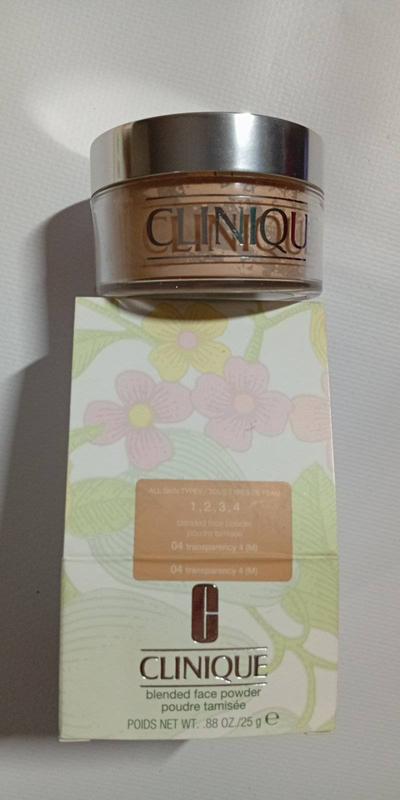 CLINIQU
ALL SKIN TYPES / TOUS TYPES DE PEAU
1,2,3,4
blended face powder
poudre tamisée
04 transparency 4 (M)
04 transparency 4 (M)
C
CLINIQUE
blended face powder
poudre tamisée
POIDS NET WT. .88 OZ./25 g ℮